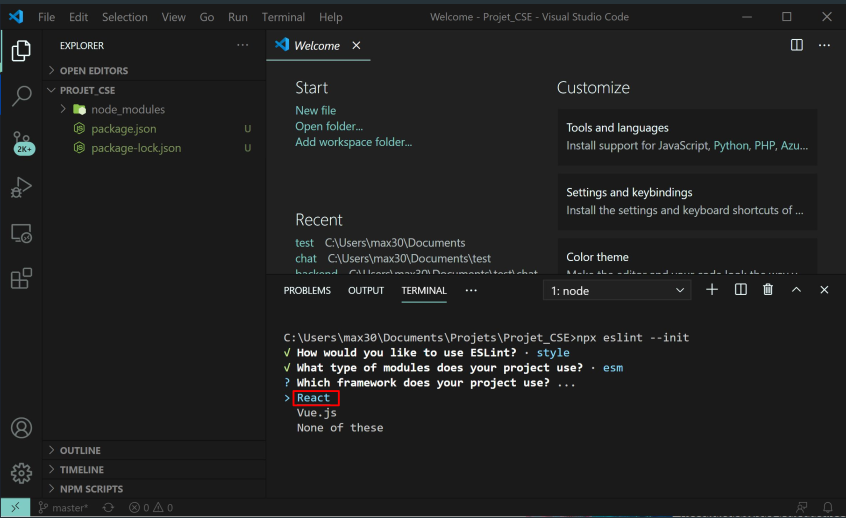 File Edit Selection View Go Run Terminal Help Welcome - Projet_CSE - Visual Studio Code
EXPLORER ...
OPEN EDITORS
PROJET_CSE
node_modules
package.json U
package-lock.json U
2K+
OUTLINE
TIMELINE
NPM SCRIPTS
Welcome
Start
New file
Open folder...
Add workspace folder...
Recent
test C:\Users\max30\Documents
chat C:\Users\max30\Documents\test
backend C:\Users\max30\Documents\test\chat
Customize
Tools and languages
Install support for JavaScript, Python, PHP, Azu...
Settings and keybindings
Install the settings and keyboard shortcuts of ...
Color theme
Make the editor and your code look the way y...
PROBLEMS OUTPUT TERMINAL ... 1: node
C:\Users\max30\Documents\Projets\Projet_CSE>npx eslint --init
√ How would you like to use ESLint? · style
√ What type of modules does your project use? · esm
? Which framework does your project use? ...
> React
Vue.js
None of these
master* 0 0